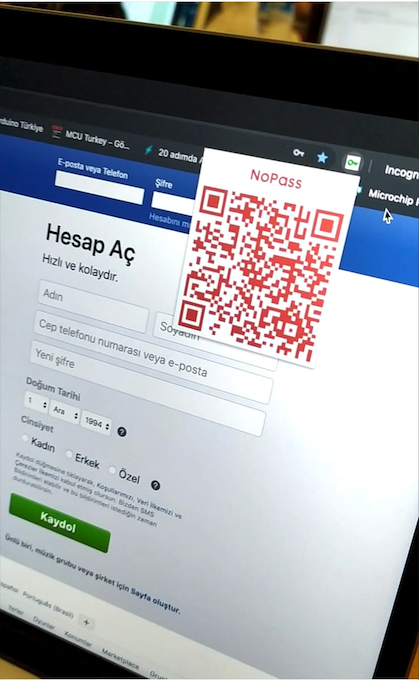 rduino Türkiye
MCU Turkey – Gö...
20 adımda A
Incogn
Microchip
E-posta veya Telefon
Şifre
Hesabını
NoPass
Hesap Aç
Hızlı ve kolaydır.
Adın
Soyadın
Cep telefonu numarası veya e-posta
Yeni şifre
Doğum Tarihi
1 Ara 1994
Cinsiyet
Kadın Erkek Özel
Kaydol düğmesine tıklayarak, Koşullarımızı, Veri İlkemizi ve
Çerezler İlkemizi kabul etmiş olursun. Bizden SMS
Bildirimleri alabilir ve bu bildirimleri istediğin zaman
durdurabilirsin.
Kaydol
Ünlü biri, müzik grubu veya şirket için Sayfa oluştur.
spañol Português (Brasil) +
Yerler Oyunlar Konumlar Marketplace Grup